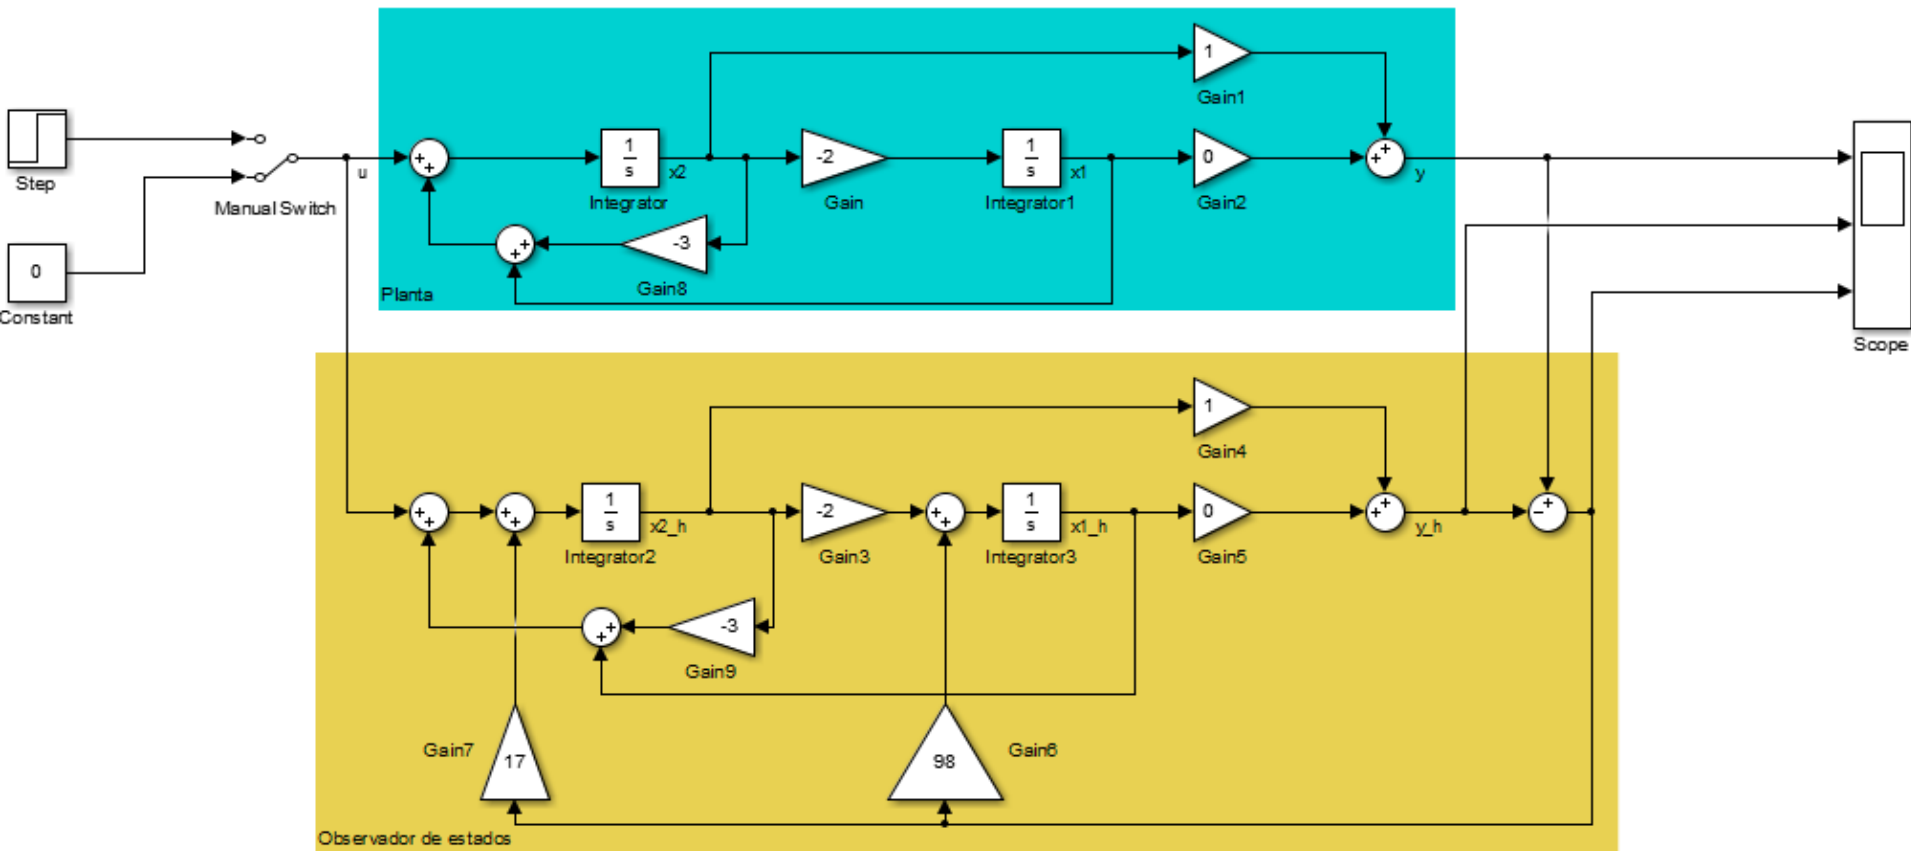 1
Gain1
Step
u
+
+
1
s
x2
Integrator
-2
Gain
1
s
x1
Integrator1
0
Gain2
+
+
y
Manual Switch
+
+
-3
Gain8
0
Constant
Planta
Scope
1
Gain4
+
+
+
+
1
s
x2_h
Integrator2
-2
Gain3
+
+
1
s
x1_h
Integrator3
0
Gain5
+
+
y_h
-
+
+
+
-3
Gain9
Gain7
17
98
Gain6
Observador de estados